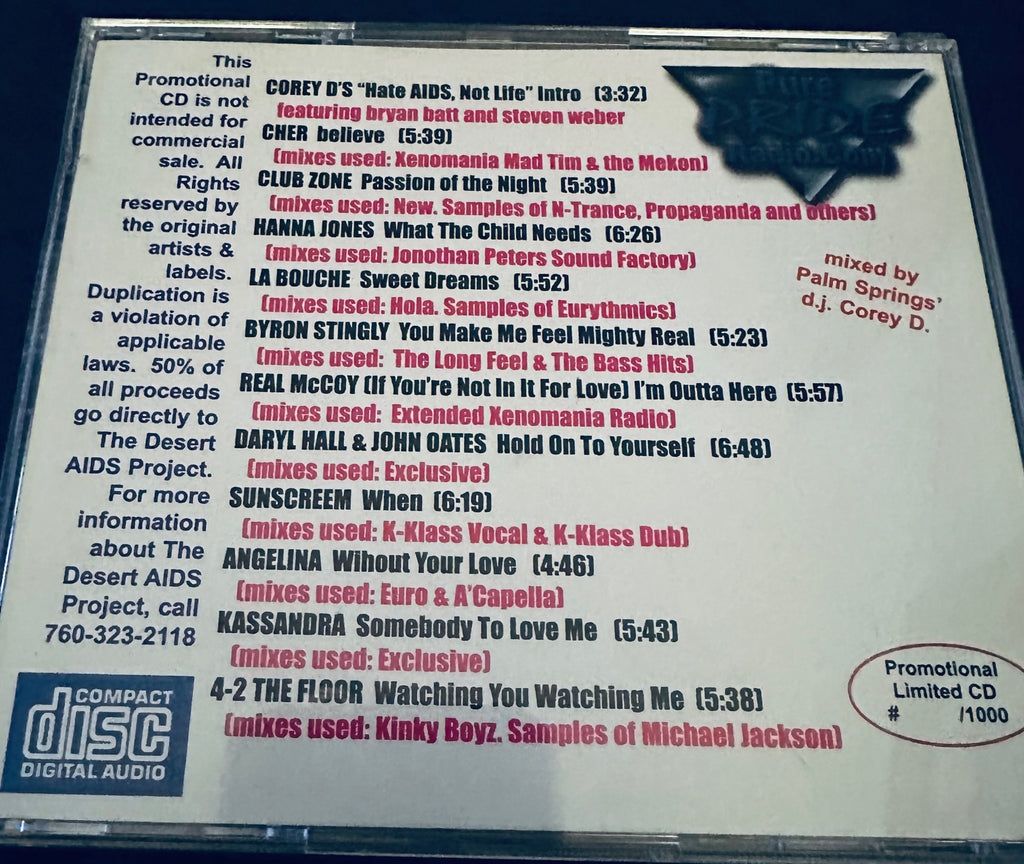 This
Promotional
CD is not
intended for
commercial
sale. All
Rights
reserved by
the original
artists &
labels.
Duplication is
a violation of
applicable
laws. 50% of
all proceeds
go directly to
The Desert
AIDS Project.
For more
information
about The
Desert AIDS
Project, call
760-323-2118
COMPACT
disc
DIGITAL AUDIO
COREY D'S "Hate AIDS, Not Life" Intro (3:32)
featuring bryan batt and steven weber
CHER believe (5:39)
(mixes used: Xenomania Mad Tim & the Mekon)
CLUB ZONE Passion of the Night (5:39)
(mixes used: New. Samples of N-Trance, Propaganda and others)
HANNA JONES What The Child Needs (6:26)
(mixes used: Jonothan Peters Sound Factory)
LA BOUCHE Sweet Dreams (5:52)
(mixes used: Hola. Samples of Eurythmics)
BYRON STINGLY You Make Me Feel Mighty Real (5:23)
(mixes used: The Long Feel & The Bass Hits)
REAL McCOY (If You're Not In It For Love) I'm Outta Here (5:57)
(mixes used: Extended Xenomania Radio)
DARYL HALL & JOHN OATES Hold On To Yourself (6:48)
(mixes used: Exclusive)
SUNSCREEM When (6:19)
(mixes used: K-Klass Vocal & K-Klass Dub)
ANGELINA Wihout Your Love (4:46)
(mixes used: Euro & A'Capella)
KASSANDRA Somebody To Love Me (5:43)
(mixes used: Exclusive)
4-2 THE FLOOR Watching You Watching Me (5:38)
(mixes used: Kinky Boyz. Samples of Michael Jackson)
Pure
PRIDE
Radio.Com
mixed by
Palm Springs'
d.j. Corey D.
Promotional
Limited CD
# /1000